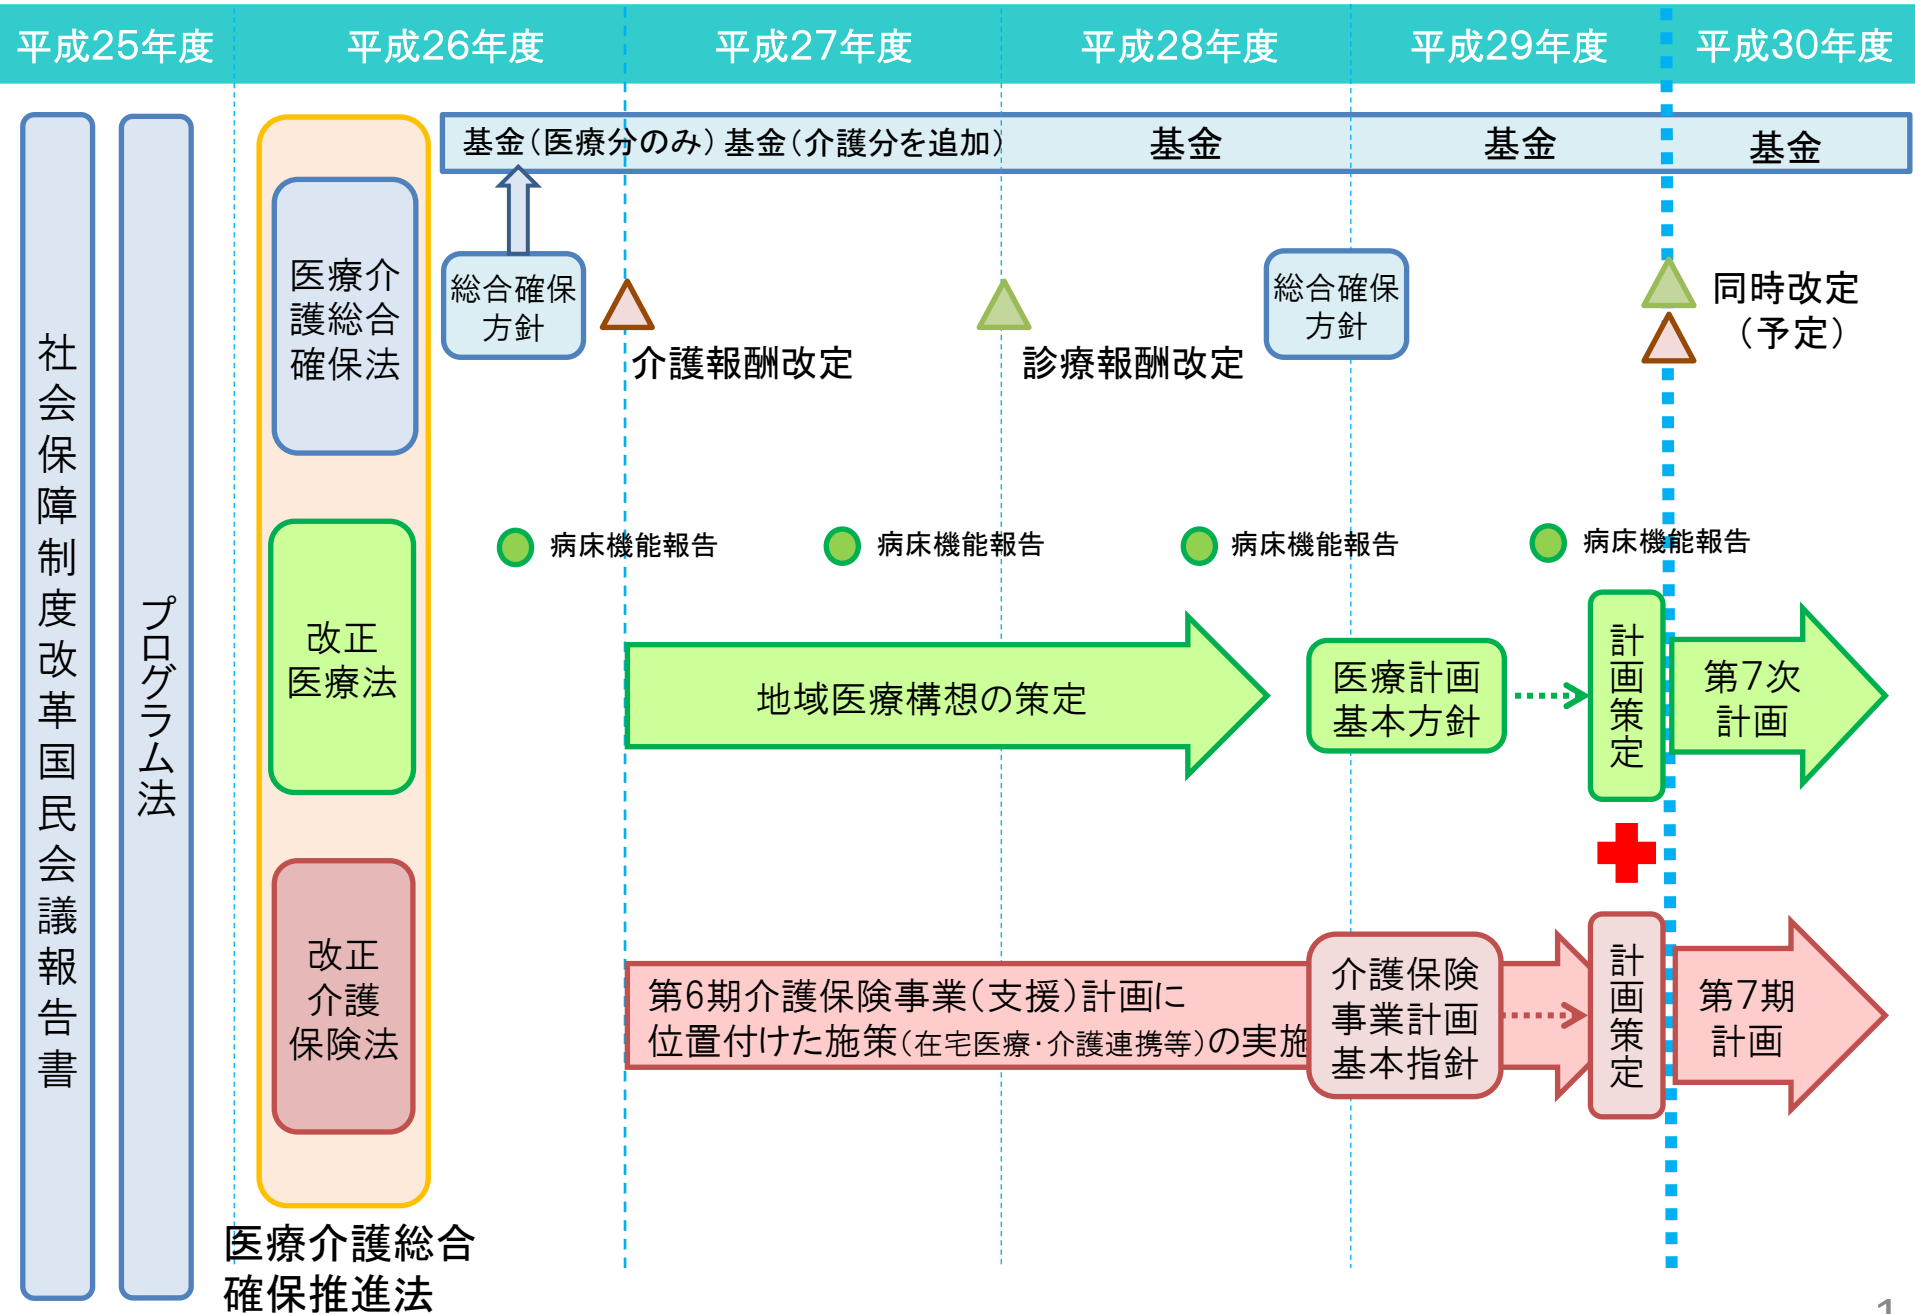 平成25年度
平成26年度
平成27年度
平成28年度
平成29年度
平成30年度
社会保障制度改革国民会議報告書
プログラム法
基金（医療分のみ）
基金（介護分を追加）
基金
基金
基金
医療介
護総合
確保法
総合確保
方針
介護報酬改定
診療報酬改定
総合確保
方針
同時改定
（予定）
病床機能報告
病床機能報告
病床機能報告
病床機能報告
改正
医療法
地域医療構想の策定
医療計画
基本方針
計画策定
第7次
計画
改正
介護
保険法
第6期介護保険事業（支援）計画に
位置付けた施策（在宅医療・介護連携等）の実施
介護保険
事業計画
基本指針
計画策定
第7期
計画
医療介護総合
確保推進法
1